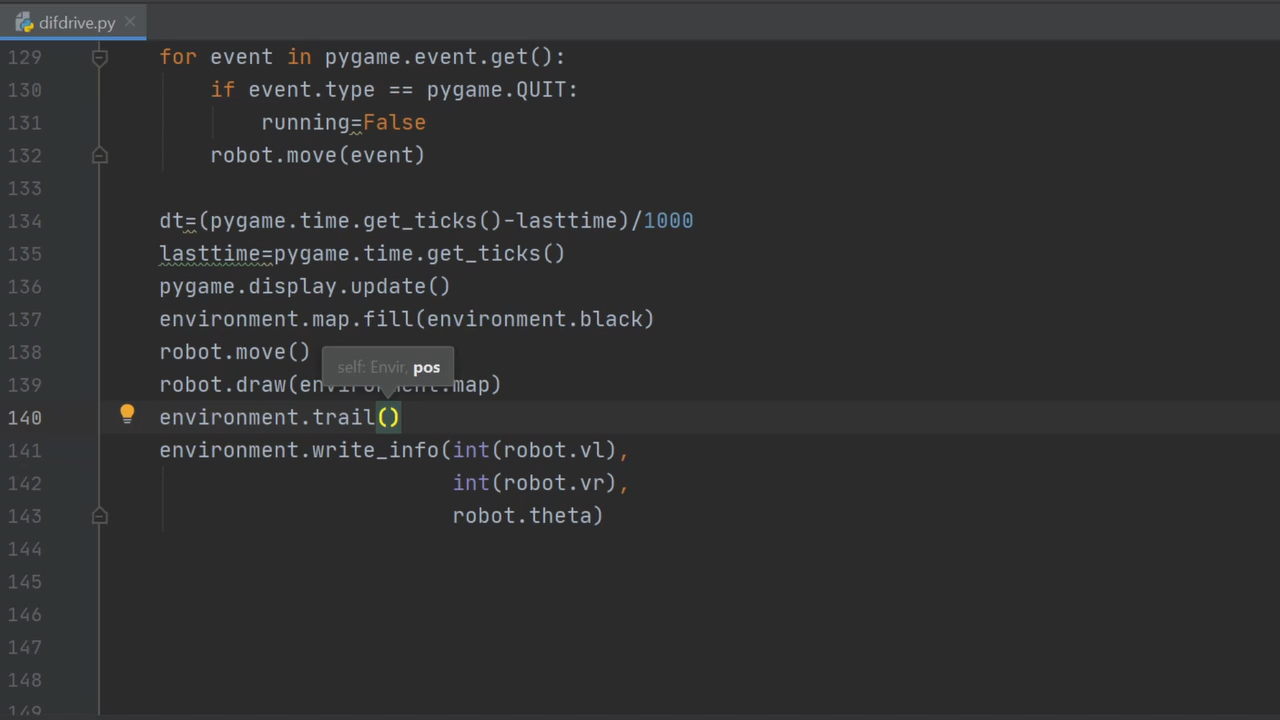 difdrive.py
129 for event in pygame.event.get():
130 if event.type == pygame.QUIT:
131 running=False
132 robot.move(event)
133
134 dt=(pygame.time.get_ticks()-lasttime)/1000
135 lasttime=pygame.time.get_ticks()
136 pygame.display.update()
137 environment.map.fill(environment.black)
138 robot.move()
self: Envir, pos
139 robot.draw(environment.map)
140 environment.trail()
141 environment.write_info(int(robot.vl),
142 int(robot.vr),
143 robot.theta)
144
145
146
147
148
149